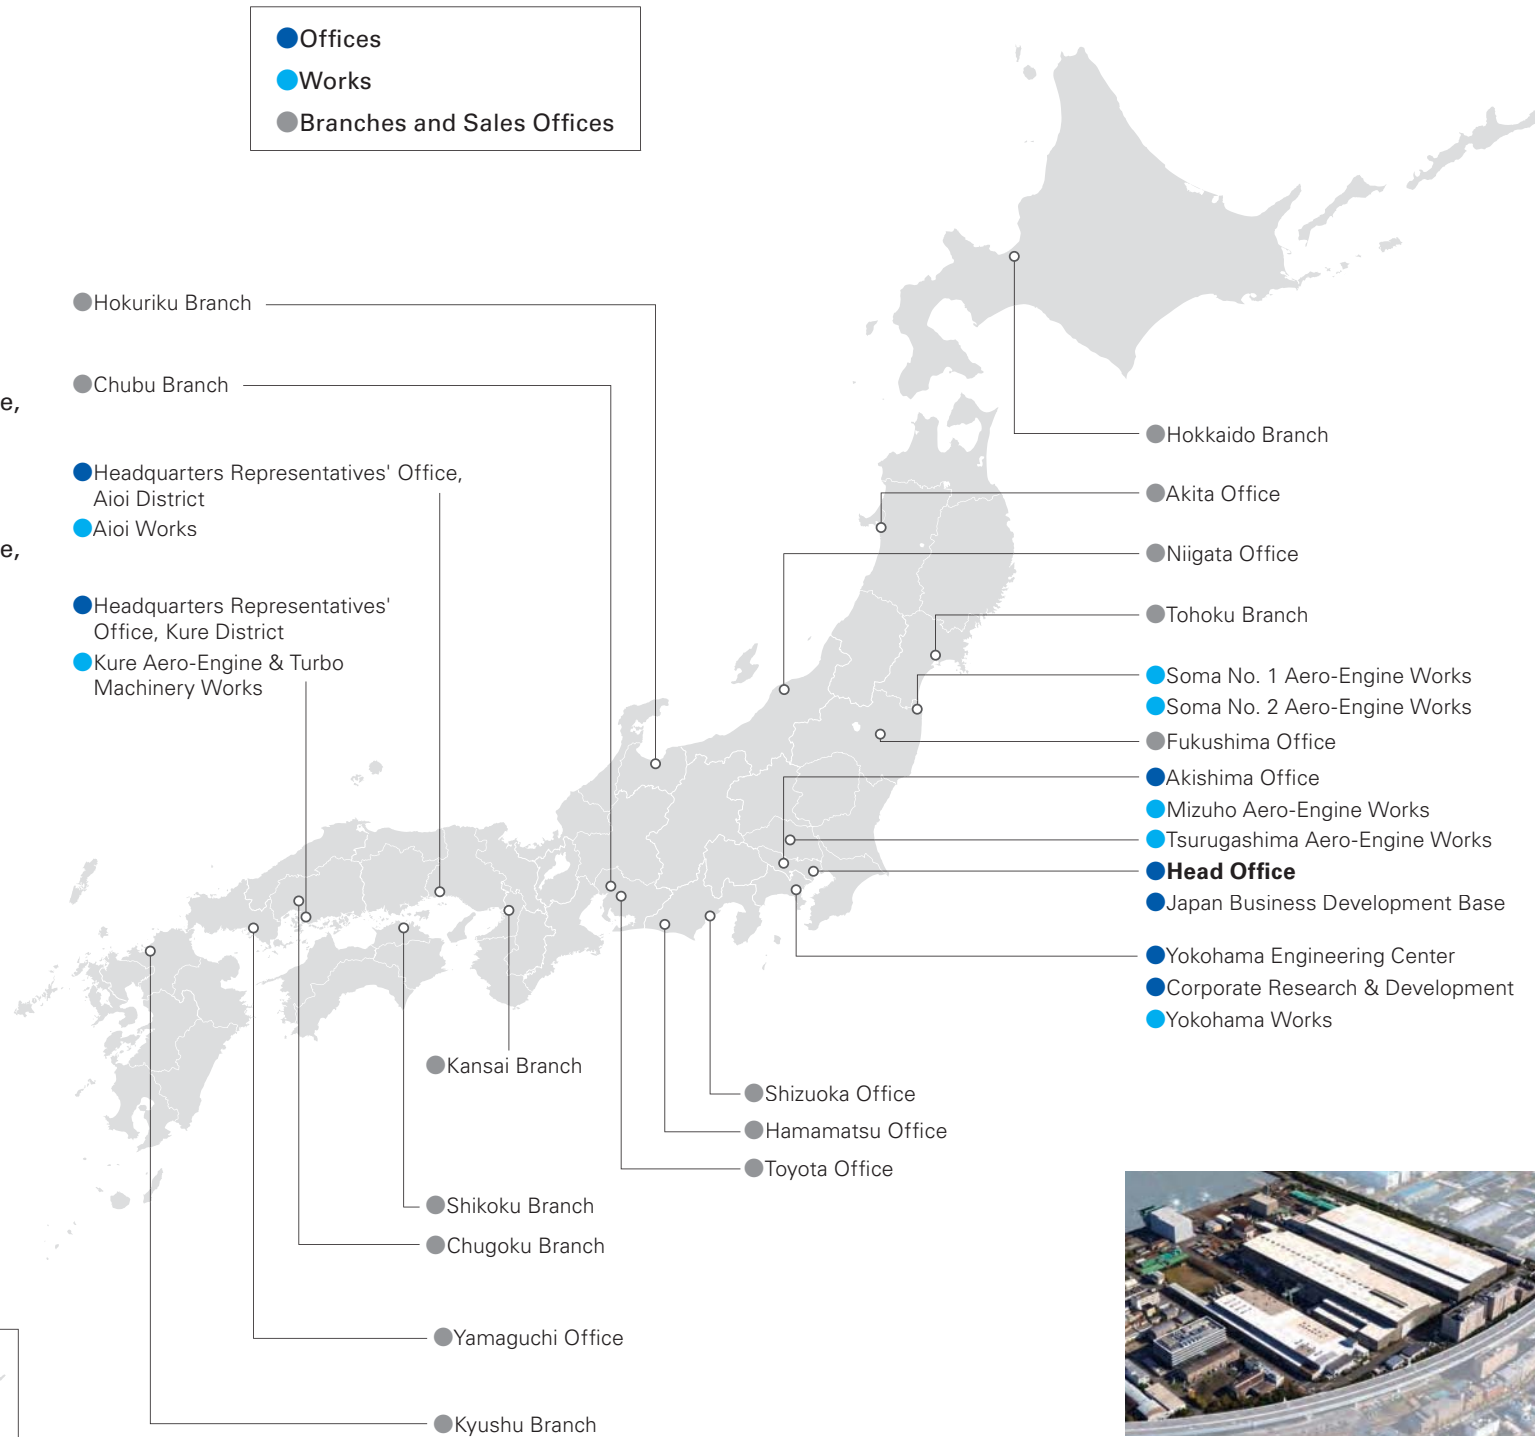 Offices
Works
Branches and Sales Offices
Hokuriku Branch
Chubu Branch
e,
Headquarters Representatives' Office,
Aioi District
Aioi Works
e,
Headquarters Representatives'
Office, Kure District
Kure Aero-Engine & Turbo
Machinery Works
Hokkaido Branch
Akita Office
Niigata Office
Tohoku Branch
Soma No. 1 Aero-Engine Works
Soma No. 2 Aero-Engine Works
Fukushima Office
Akishima Office
Mizuho Aero-Engine Works
Tsurugashima Aero-Engine Works
Head Office
Japan Business Development Base
Yokohama Engineering Center
Corporate Research & Development
Yokohama Works
Kansai Branch
Shizuoka Office
Hamamatsu Office
Toyota Office
Shikoku Branch
Chugoku Branch
Yamaguchi Office
Kyushu Branch